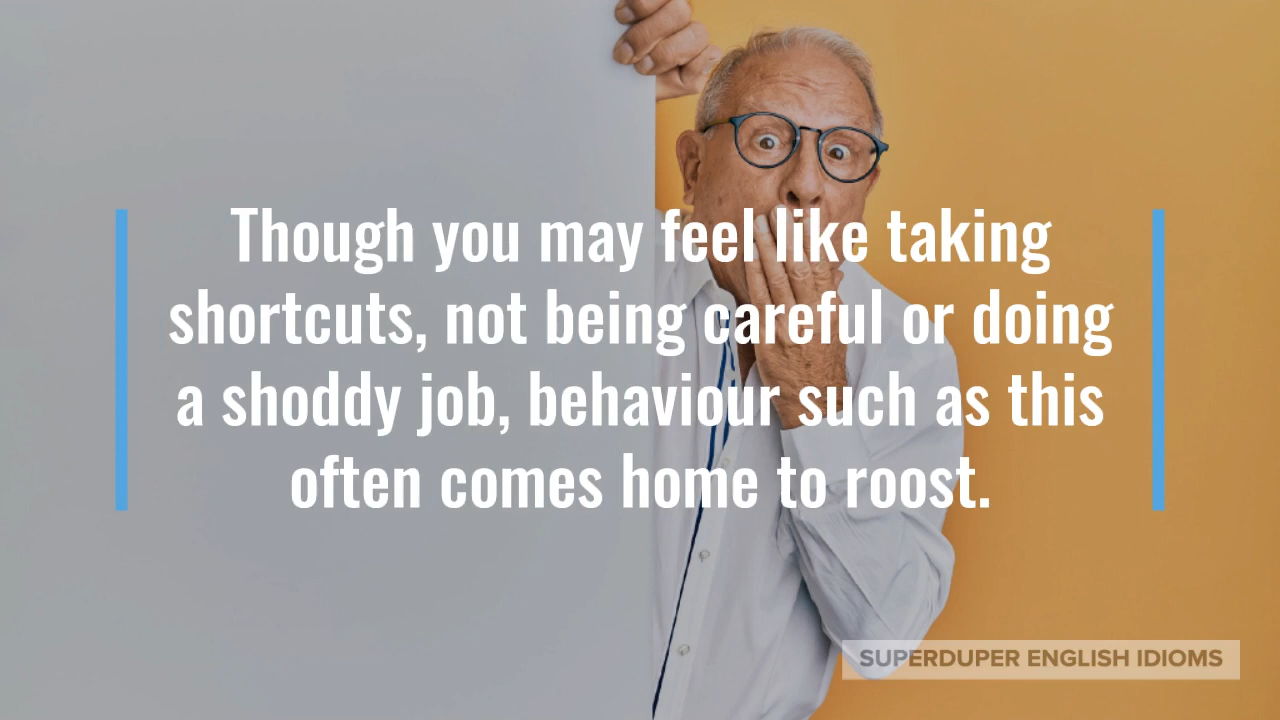 Though you may feel like taking
shortcuts, not being careful or doing
a shoddy job, behaviour such as this
often comes home to roost.
SUPERDUPER ENGLISH IDIOMS